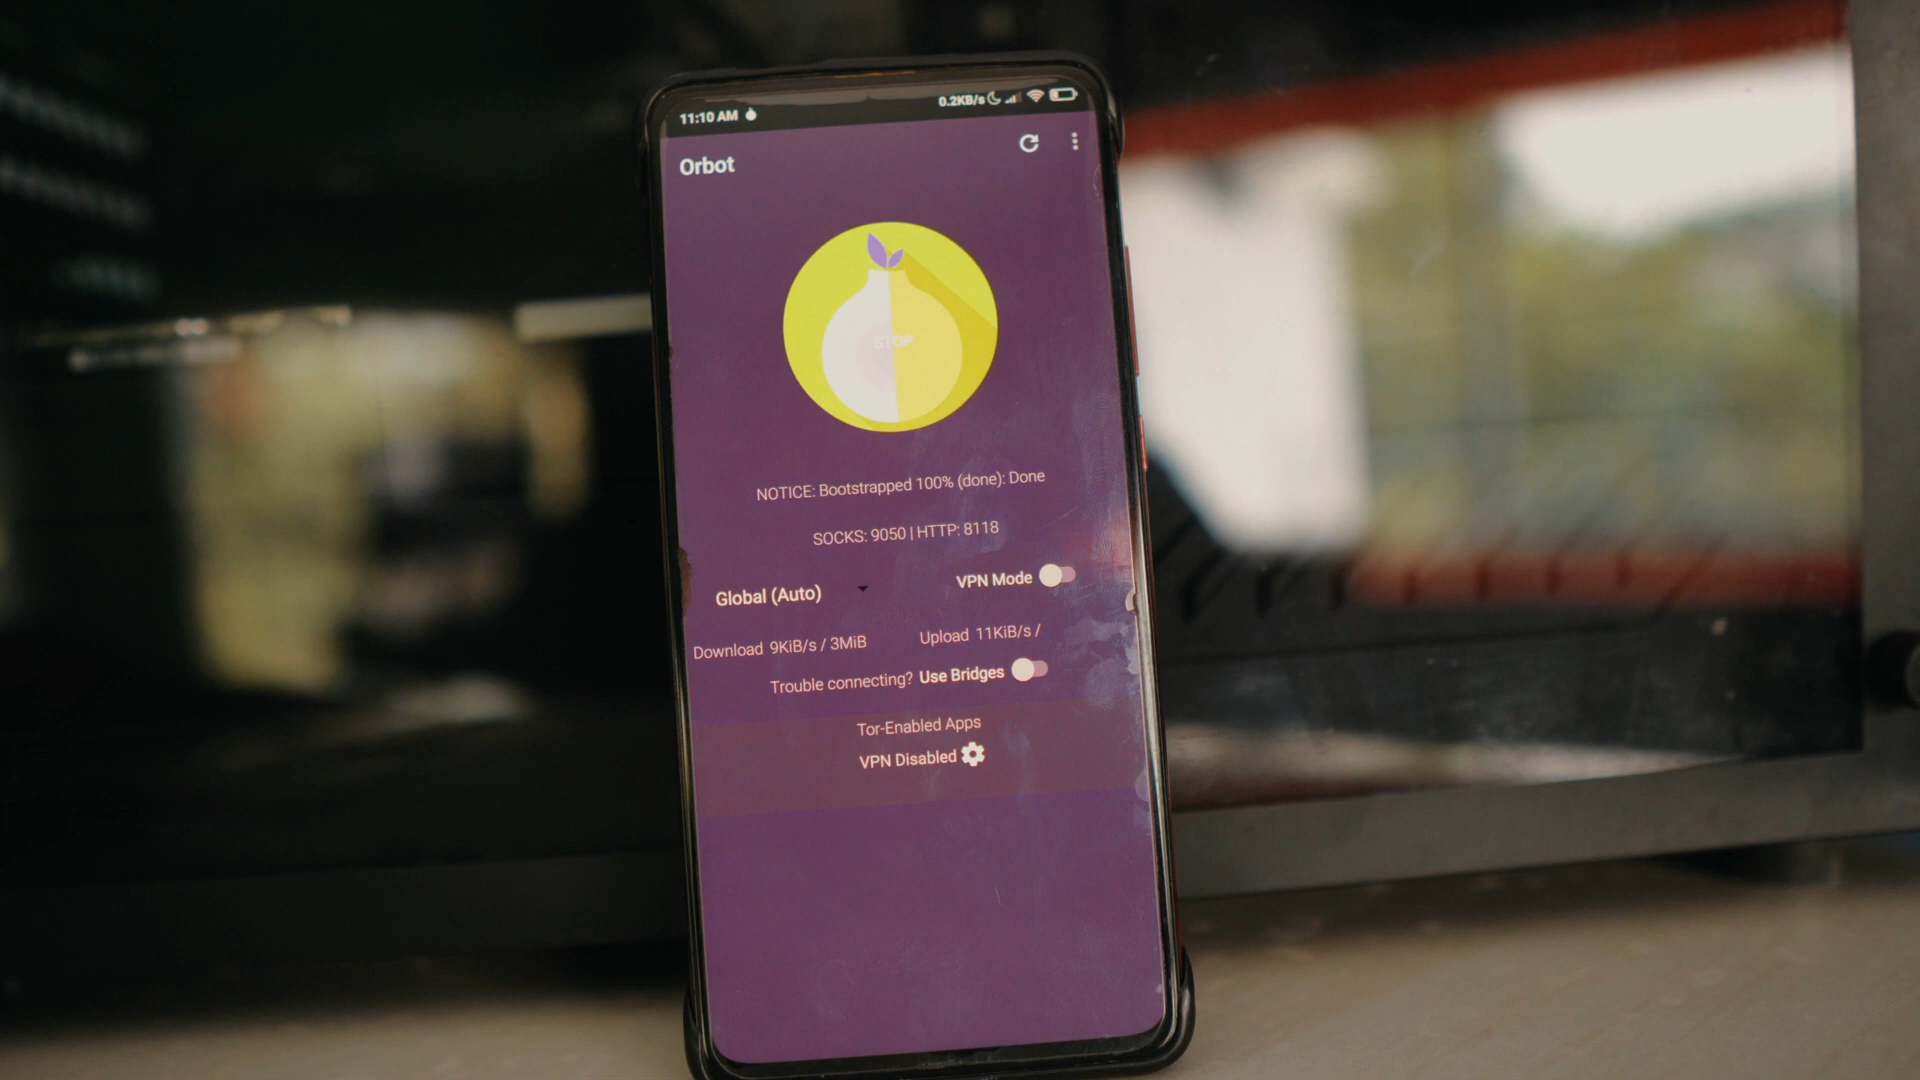 11:10 AM 0.2KB/s
Orbot
STOP
NOTICE: Bootstrapped 100% (done): Done
SOCKS: 9050 | HTTP: 8118
Global (Auto) VPN Mode
Download 9KiB/s / 3MiB Upload 11KiB/s /
Trouble connecting? Use Bridges
Tor-Enabled Apps
VPN Disabled